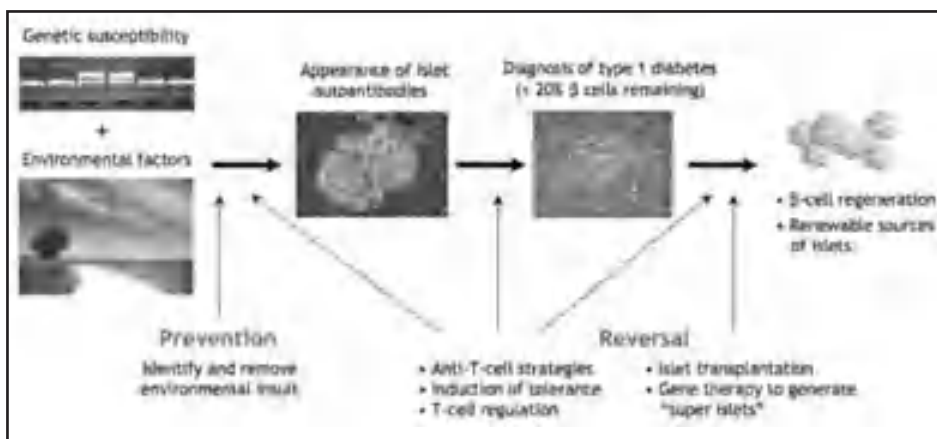 Genetic susceptibility
+
Environmental factors
Appearance of islet
autoantibodies
Diagnosis of type 1 diabetes
(< 20% β cells remaining)
• β-cell regeneration
• Renewable sources
of islets
Prevention
Identify and remove
environmental insult
• Anti-T-cell strategies
• Induction of tolerance
• T-cell regulation
Reversal
• Islet transplantation
• Gene therapy to generate
"super islets"